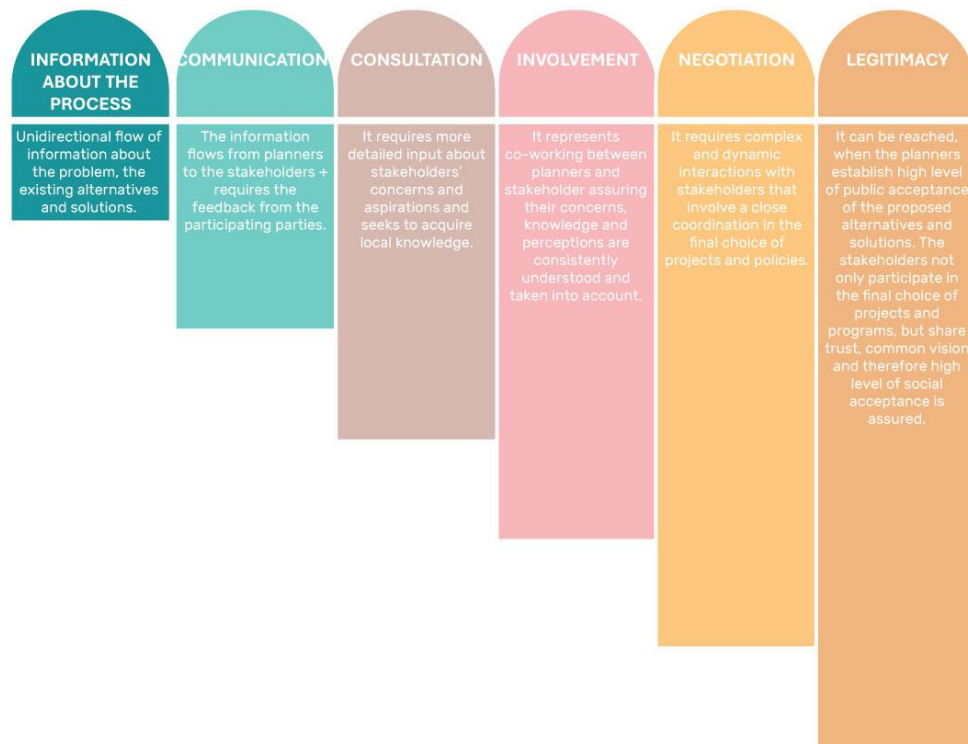 INFORMATION
ABOUT THE
PROCESS
Unidirectional flow of
information about
the problem, the
existing alternatives
and solutions.
COMMUNICATION
The information
flows from planners
to the stakeholders +
requires the
feedback from the
participating parties.
CONSULTATION
It requires more
detailed input about
stakeholders'
concerns and
aspirations and
seeks to acquire
local knowledge.
INVOLVEMENT
It represents
co-working between
planners and
stakeholder assuring
their concerns,
knowledge and
perceptions are
consistently
understood and
taken into account.
NEGOTIATION
It requires complex
and dynamic
interactions with
stakeholders that
involve a close
coordination in the
final choice of
projects and policies.
LEGITIMACY
It can be reached,
when the planners
establish high level
of public acceptance
of the proposed
alternatives and
solutions. The
stakeholders not
only participate in
the final choice of
projects and
programs, but share
trust, common vision
and therefore high
level of social
acceptance is
assured.